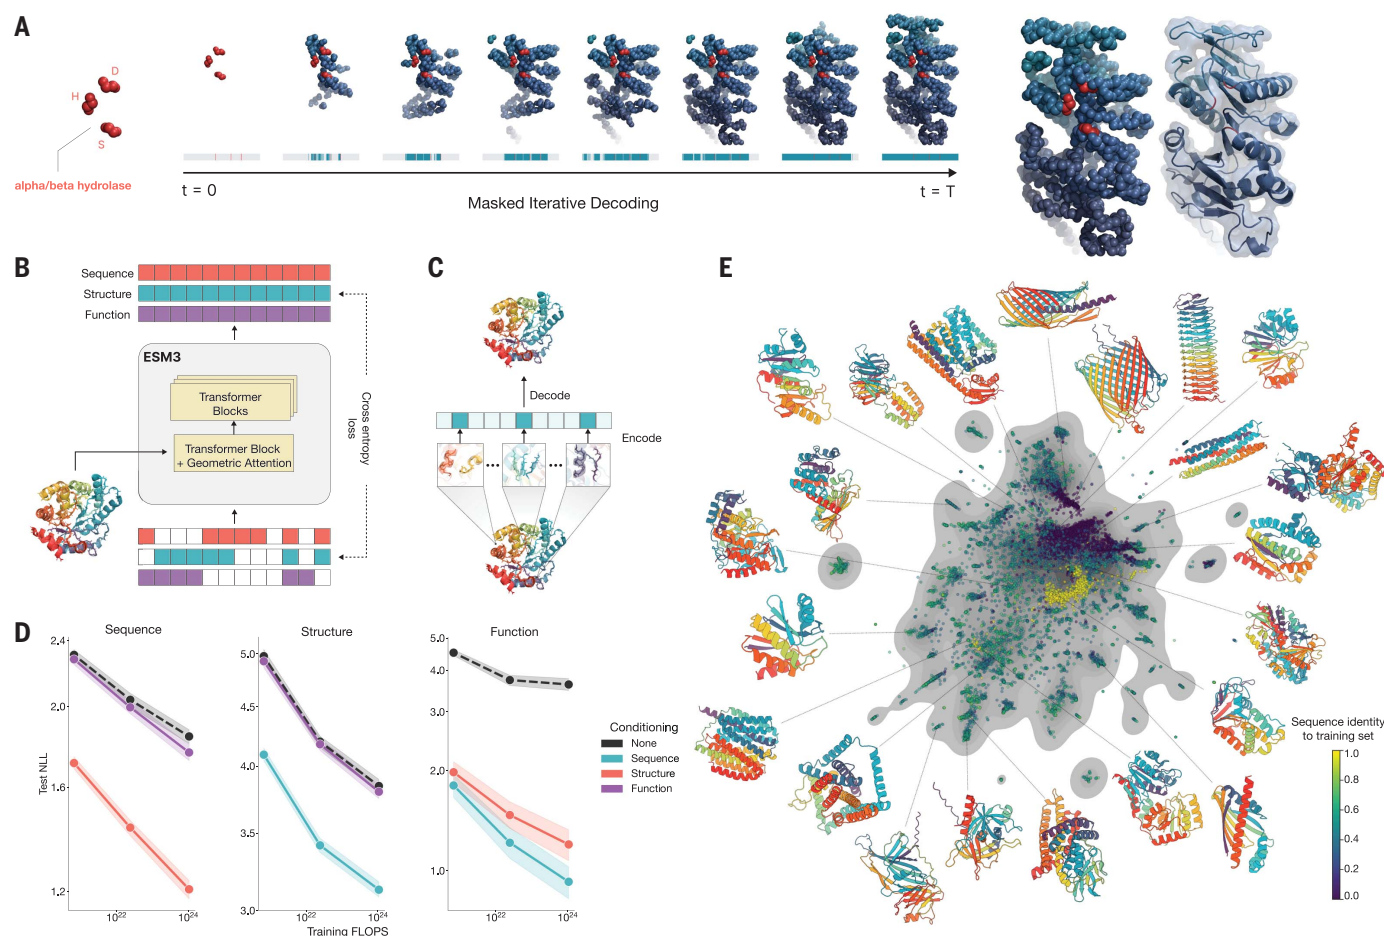 A
D
H
S
alpha/beta hydrolase
t = 0
t = T
Masked Iterative Decoding
B
Sequence
Structure
Function
ESM3
Transformer
Blocks
Transformer Block
+ Geometric Attention
Cross entropy
loss
C
Decode
Encode
D
Sequence
Structure
Function
Test NLL
2.4
2.0
1.6
1.2
5.0
4.5
4.0
3.5
3.0
5.0
4.0
3.0
2.0
1.0
10²²
10²⁴
10²²
10²⁴
10²²
10²⁴
Training FLOPS
Conditioning
None
Sequence
Structure
Function
E
Sequence identity
to training set
1.0
0.8
0.6
0.4
0.2
0.0